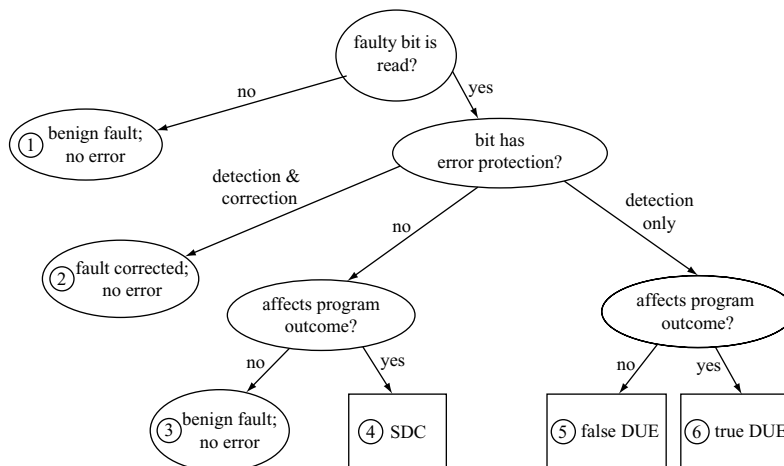 faulty bit is
read?
no
yes
1 benign fault;
no error
bit has
error protection?
detection &
correction
no
detection
only
2 fault corrected;
no error
affects program
outcome?
affects program
outcome?
no
yes
no
yes
3 benign fault;
no error
4 SDC
5 false DUE
6 true DUE